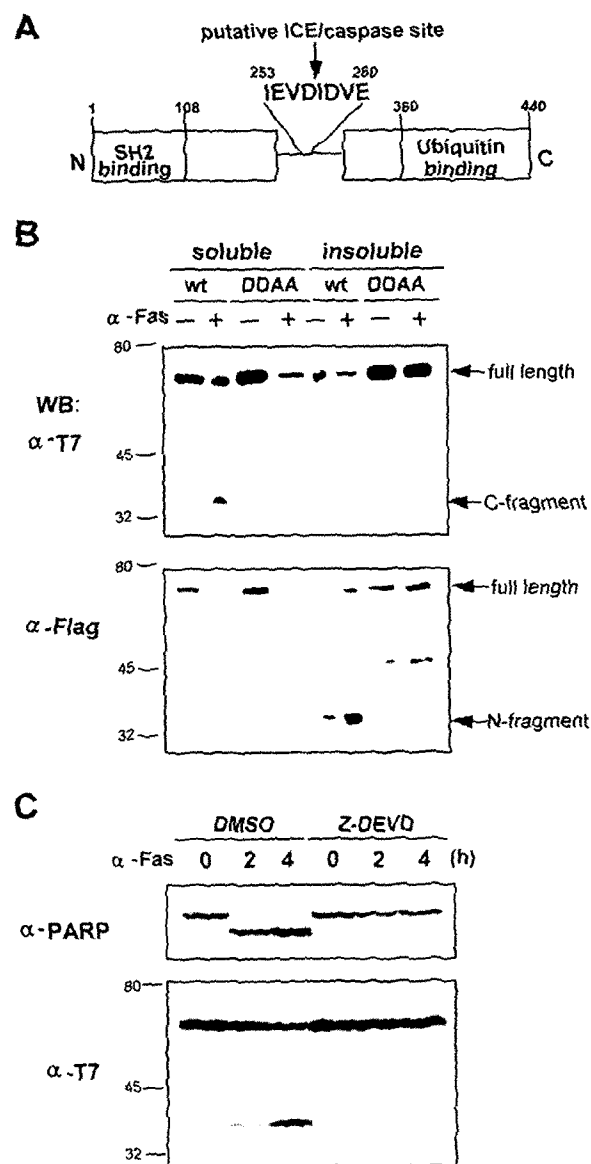 A
putative ICE/caspase site
253 260
IEVDIDVE
1 108 360 440
N SH2 binding Ubiquitin binding C
B
soluble insoluble
wt DDAA wt DDAA
α-Fas — + — + — + — +
80
full length
WB:
α-T7
45
C-fragment
32
80
full length
α-Flag
45
N-fragment
32
C
DMSO Z-DEVD
α-Fas 0 2 4 0 2 4 (h)
α-PARP
80
α-T7
45
32